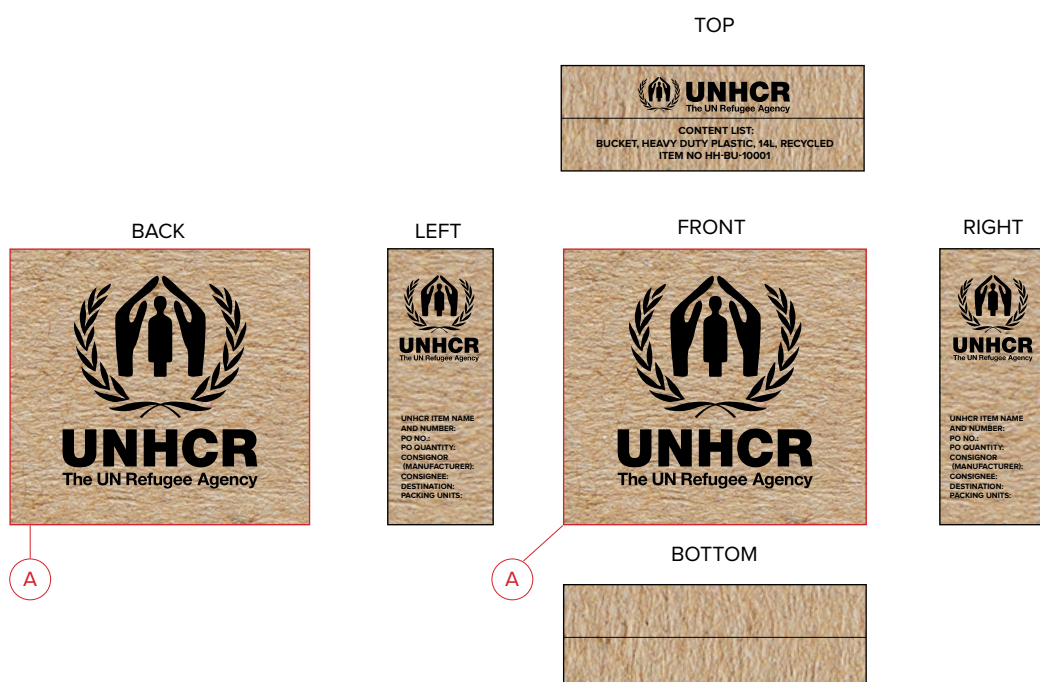 TOP
UNHCR
The UN Refugee Agency
CONTENT LIST:
BUCKET, HEAVY DUTY PLASTIC, 14L, RECYCLED
ITEM NO HH-BU-10001
BACK
UNHCR
The UN Refugee Agency
A
LEFT
UNHCR
The UN Refugee Agency
UNHCR ITEM NAME
AND NUMBER:
PO NO.:
PO QUANTITY:
CONSIGNOR
(MANUFACTURER):
CONSIGNEE:
DESTINATION:
PACKING UNITS:
FRONT
UNHCR
The UN Refugee Agency
A
RIGHT
UNHCR
The UN Refugee Agency
UNHCR ITEM NAME
AND NUMBER:
PO NO.:
PO QUANTITY:
CONSIGNOR
(MANUFACTURER):
CONSIGNEE:
DESTINATION:
PACKING UNITS:
BOTTOM